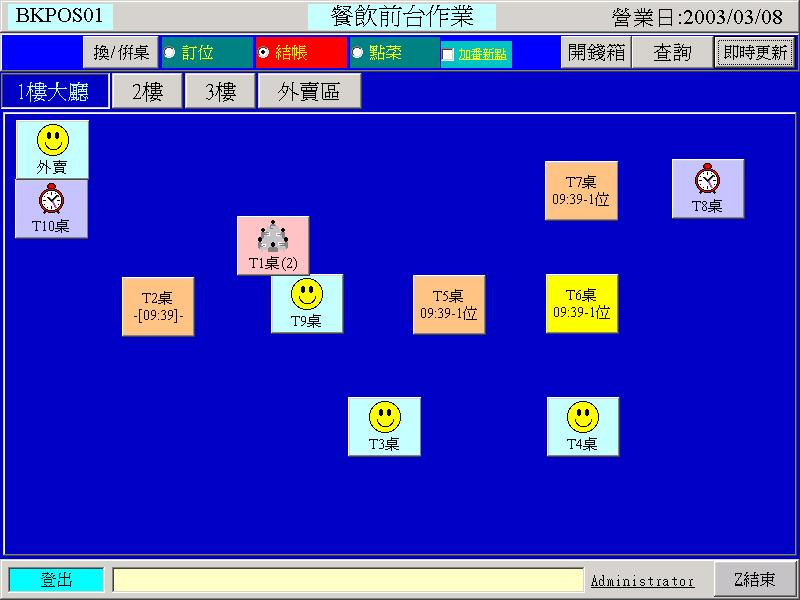 BKPOS01
餐飲前台作業
營業日:2003/03/08
換/併桌
訂位
結帳
點菜
加番新點
開錢箱
查詢
即時更新
1樓大廳
2樓
3樓
外賣區
外賣
T10桌
T7桌
09:39-1位
T8桌
T1桌(2)
T2桌
-[09:39]-
T9桌
T5桌
09:39-1位
T6桌
09:39-1位
T3桌
T4桌
登出
Administrator
Z結束